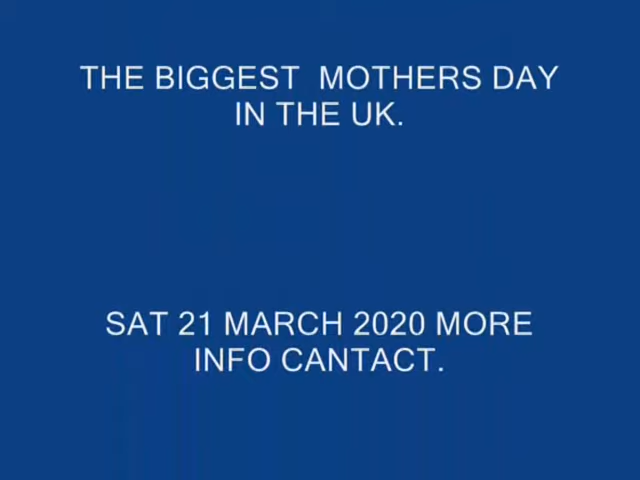 THE BIGGEST  MOTHERS DAY
IN THE UK.
SAT 21 MARCH 2020 MORE
INFO CANTACT.